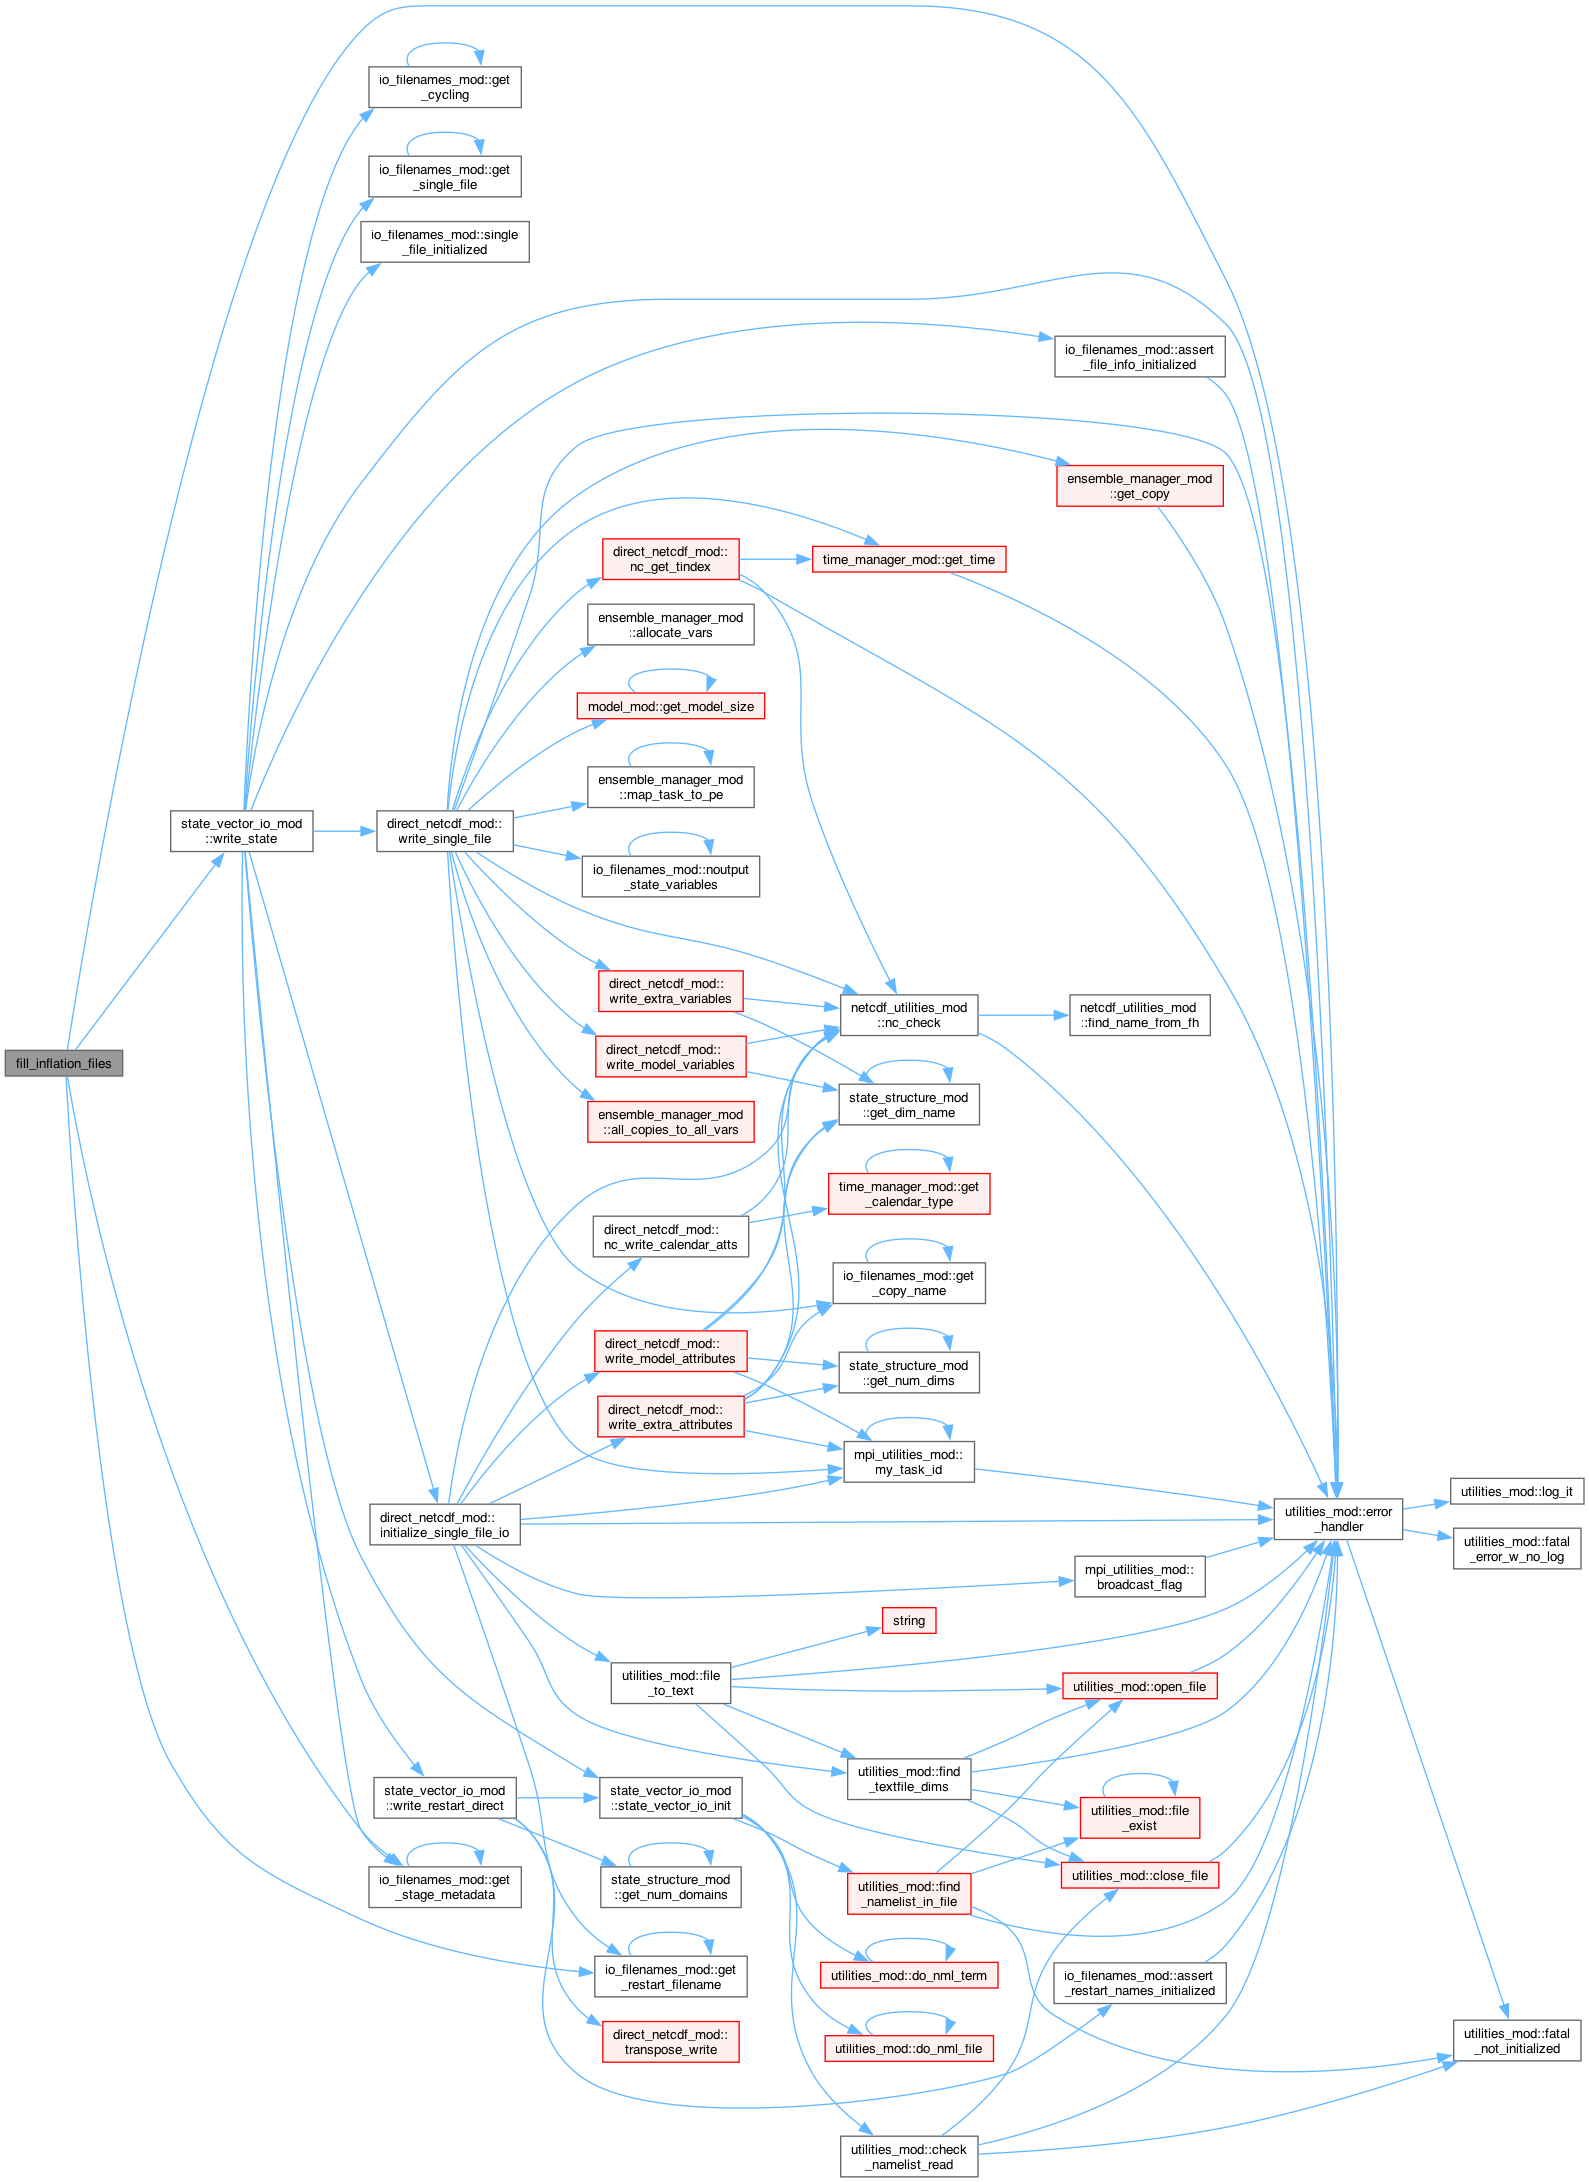 io_filenames_mod::get
_cycling
io_filenames_mod::get
_single_file
io_filenames_mod::single
_file_initialized
io_filenames_mod::assert
_file_info_initialized
ensemble_manager_mod
::get_copy
direct_netcdf_mod::
nc_get_tindex
time_manager_mod::get_time
ensemble_manager_mod
::allocate_vars
model_mod::get_model_size
ensemble_manager_mod
::map_task_to_pe
state_vector_io_mod
::write_state
direct_netcdf_mod::
write_single_file
io_filenames_mod::noutput
_state_variables
direct_netcdf_mod::
write_extra_variables
netcdf_utilities_mod
::nc_check
netcdf_utilities_mod
::find_name_from_fh
direct_netcdf_mod::
write_model_variables
fill_inflation_files
state_structure_mod
::get_dim_name
ensemble_manager_mod
::all_copies_to_all_vars
time_manager_mod::get
_calendar_type
direct_netcdf_mod::
nc_write_calendar_atts
io_filenames_mod::get
_copy_name
direct_netcdf_mod::
write_model_attributes
state_structure_mod
::get_num_dims
direct_netcdf_mod::
write_extra_attributes
mpi_utilities_mod::
my_task_id
utilities_mod::log_it
direct_netcdf_mod::
initialize_single_file_io
utilities_mod::error
_handler
utilities_mod::fatal
_error_w_no_log
mpi_utilities_mod::
broadcast_flag
string
utilities_mod::file
_to_text
utilities_mod::open_file
utilities_mod::find
_textfile_dims
state_vector_io_mod
::write_restart_direct
state_vector_io_mod
::state_vector_io_init
utilities_mod::file
_exist
utilities_mod::close_file
io_filenames_mod::get
_stage_metadata
state_structure_mod
::get_num_domains
utilities_mod::find
_namelist_in_file
io_filenames_mod::get
_restart_filename
utilities_mod::do_nml_term
io_filenames_mod::assert
_restart_names_initialized
direct_netcdf_mod::
transpose_write
utilities_mod::do_nml_file
utilities_mod::fatal
_not_initialized
utilities_mod::check
_namelist_read